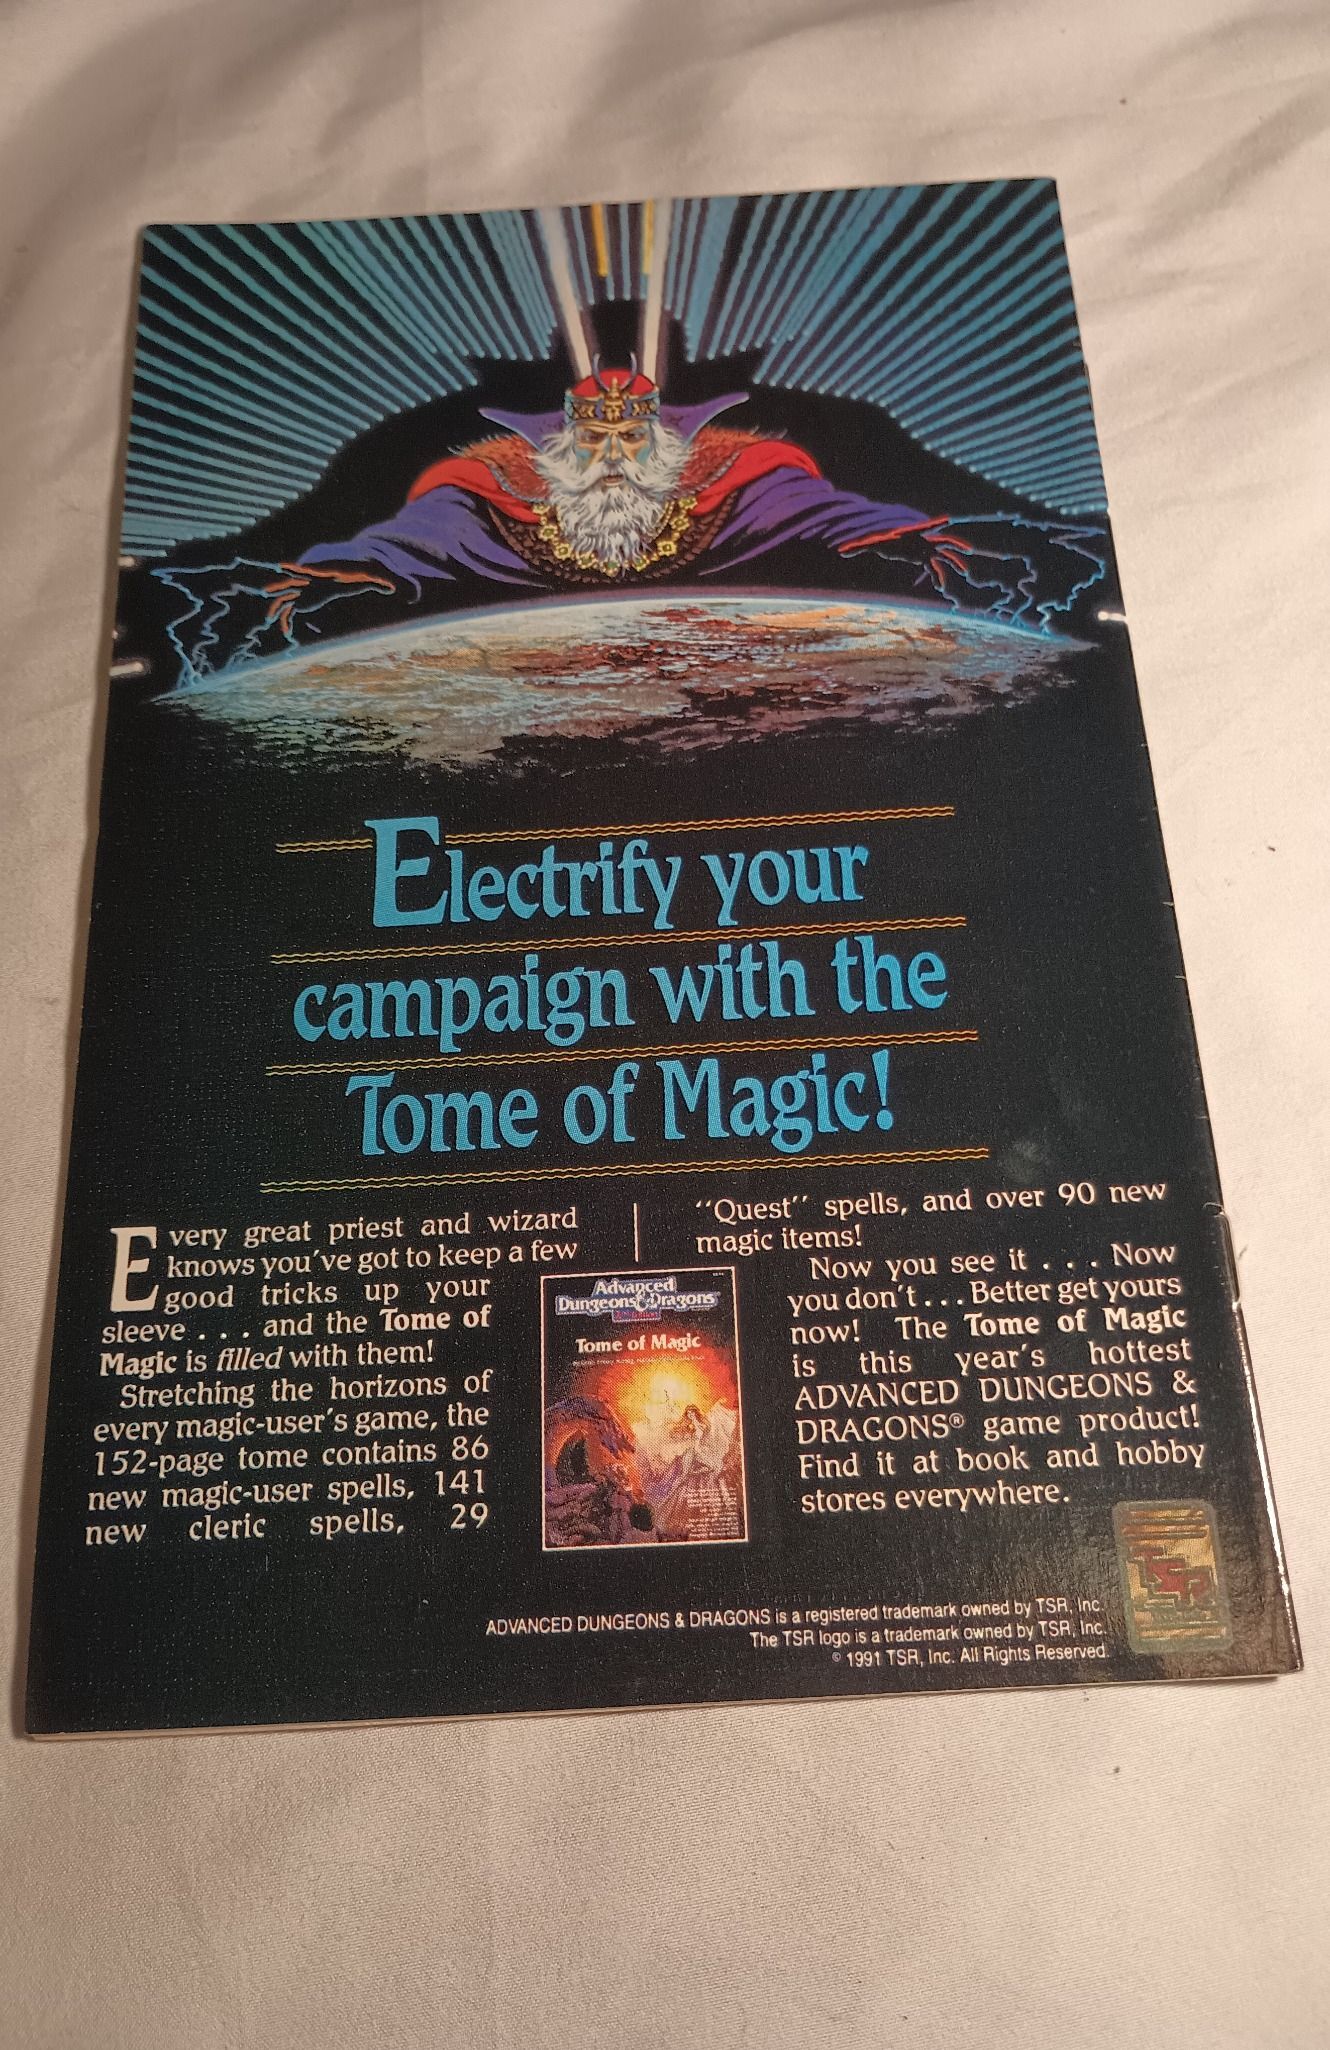 Electrify your
campaign with the
Tome of Magic!
Every great priest and wizard
knows you've got to keep a few
good tricks up your
sleeve . . . and the Tome of
Magic is filled with them!
Stretching the horizons of
every magic-user's game, the
152-page tome contains 86
new magic-user spells, 141
new cleric spells, 29
"Quest" spells, and over 90 new
magic items!
Now you see it . . . Now
you don't . . . Better get yours
now! The Tome of Magic
is this year's hottest
ADVANCED DUNGEONS &
DRAGONS® game product!
Find it at book and hobby
stores everywhere.
Advanced
Dungeons & Dragons
Tome of Magic
TSR
ADVANCED DUNGEONS & DRAGONS is a registered trademark owned by TSR, Inc.
The TSR logo is a trademark owned by TSR, Inc.
© 1991 TSR, Inc. All Rights Reserved.